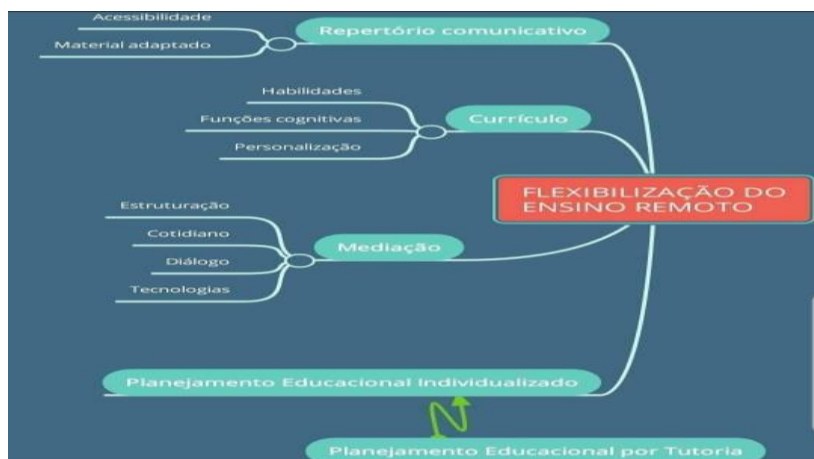 Acessibilidade
Repertório comunicativo
Material adaptado
Habilidades
Funções cognitivas
Currículo
Personalização
FLEXIBILIZAÇÃO DO
ENSINO REMOTO
Estruturação
Cotidiano
Mediação
Diálogo
Tecnologias
Planejamento Educacional Individualizado
Planejamento Educacional por Tutoria